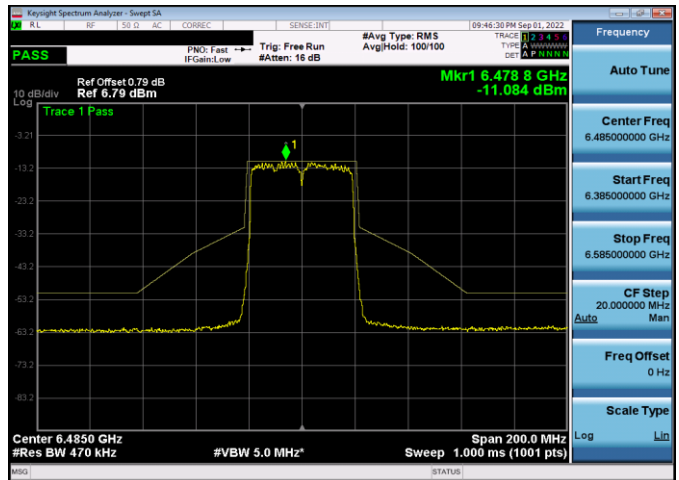 Keysight Spectrum Analyzer - Swept SA
RL RF 50 Ω AC CORREC SENSE:INT 09:46:30 PM Sep 01, 2022
#Avg Type: RMS TRACE 1 2 3 4 5 6
PNO: Fast Trig: Free Run Avg|Hold: 100/100 TYPE A WWWWW
PASS IFGain:Low #Atten: 16 dB DET A P N N N N
Ref Offset 0.79 dB Mkr1 6.478 8 GHz
10 dB/div Ref 6.79 dBm -11.084 dBm
Log
Trace 1 Pass
1
-3.21
-13.2
-23.2
-33.2
-43.2
-53.2
-63.2
-73.2
-83.2
Center 6.4850 GHz Span 200.0 MHz
#Res BW 470 kHz #VBW 5.0 MHz* Sweep 1.000 ms (1001 pts)
MSG STATUS
Frequency
Auto Tune
Center Freq
6.485000000 GHz
Start Freq
6.385000000 GHz
Stop Freq
6.585000000 GHz
CF Step
20.000000 MHz
Auto Man
Freq Offset
0 Hz
Scale Type
Log Lin